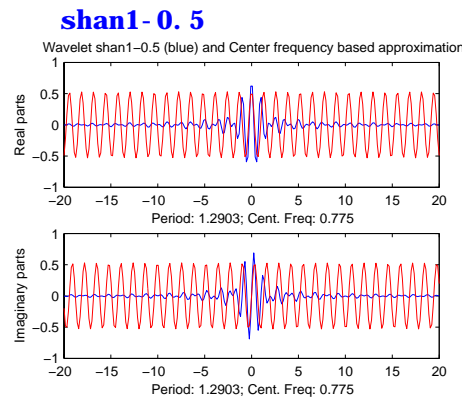 shan1-0.5
Wavelet shan1−0.5 (blue) and Center frequency based approximation
1
0.5
0
−0.5
−1
Real parts
−20 −15 −10 −5 0 5 10 15 20
Period: 1.2903; Cent. Freq: 0.775
1
0.5
0
−0.5
−1
Imaginary parts
−20 −15 −10 −5 0 5 10 15 20
Period: 1.2903; Cent. Freq: 0.775